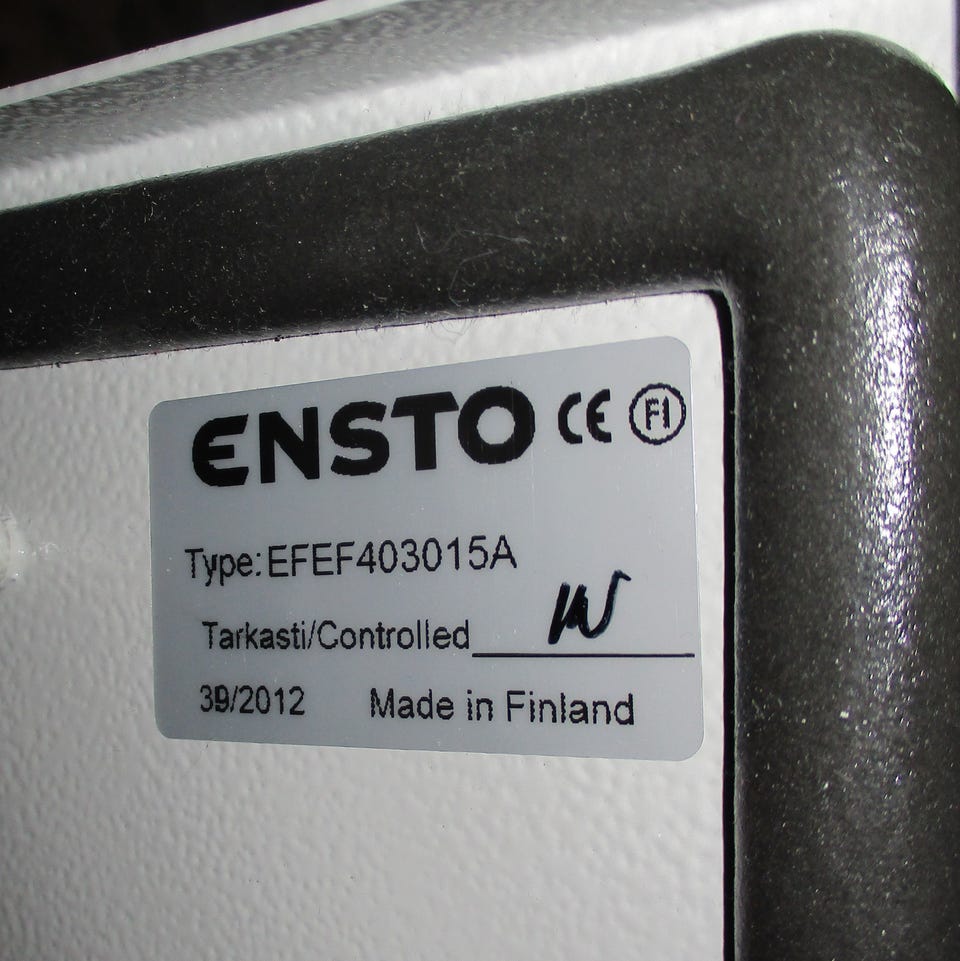 ENSTO CE FI
Type: EFEF403015A
Tarkasti/Controlled
39/2012 Made in Finland